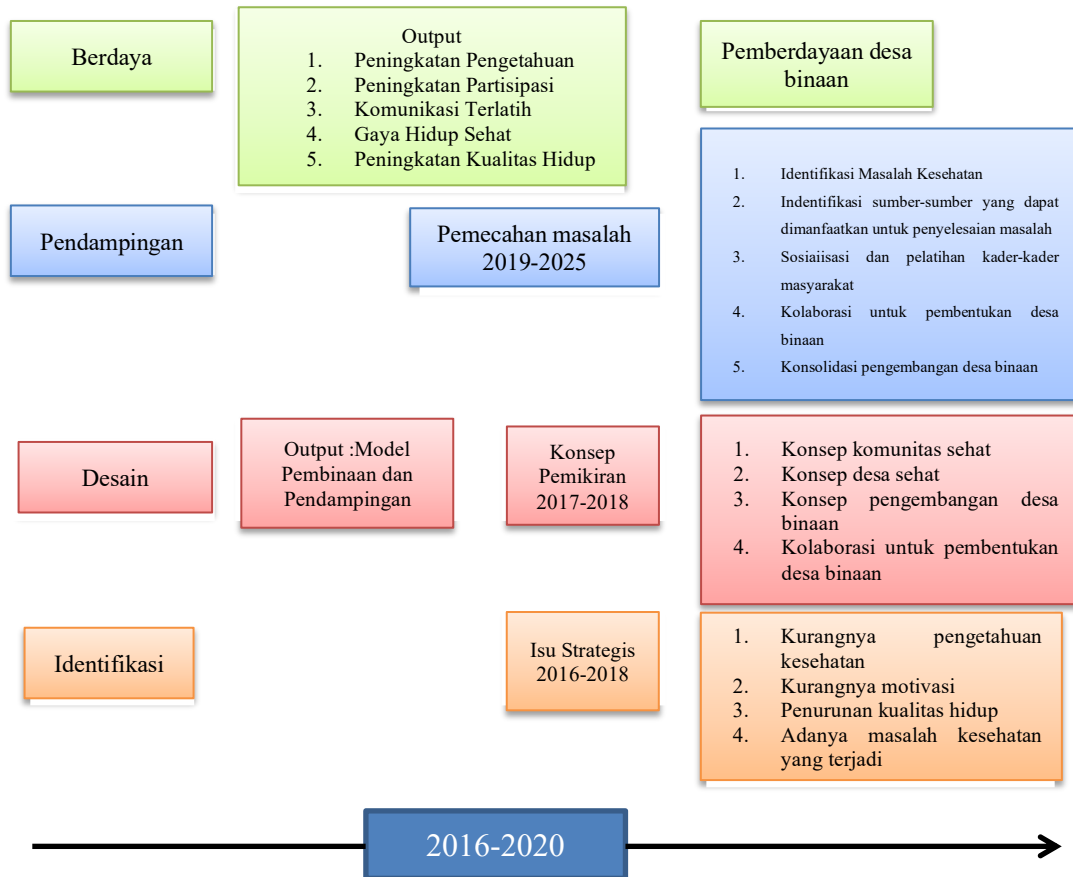 Berdaya
Output
1. Peningkatan Pengetahuan
2. Peningkatan Partisipasi
3. Komunikasi Terlatih
4. Gaya Hidup Sehat
5. Peningkatan Kualitas Hidup
Pemberdayaan desa
binaan
Pendampingan
Pemecahan masalah
2019-2025
1. Identifikasi Masalah Kesehatan
2. Indentifikasi sumber-sumber yang dapat
dimanfaatkan untuk penyelesaian masalah
3. Sosiaiisasi dan pelatihan kader-kader
masyarakat
4. Kolaborasi untuk pembentukan desa
binaan
5. Konsolidasi pengembangan desa binaan
Desain
Output :Model
Pembinaan dan
Pendampingan
Konsep
Pemikiran
2017-2018
1. Konsep komunitas sehat
2. Konsep desa sehat
3. Konsep pengembangan desa
binaan
4. Kolaborasi untuk pembentukan
desa binaan
Identifikasi
Isu Strategis
2016-2018
1. Kurangnya pengetahuan
kesehatan
2. Kurangnya motivasi
3. Penurunan kualitas hidup
4. Adanya masalah kesehatan
yang terjadi
2016-2020